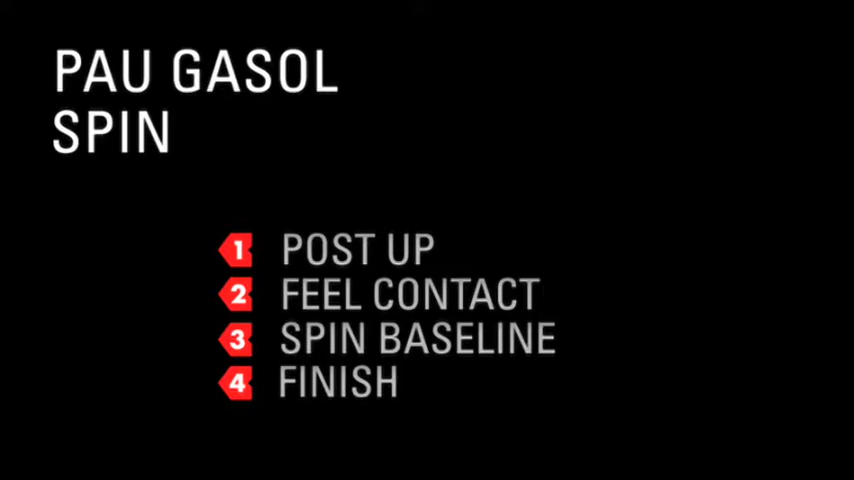 PAU GASOL
SPIN
1 POST UP
2 FEEL CONTACT
3 SPIN BASELINE
4 FINISH